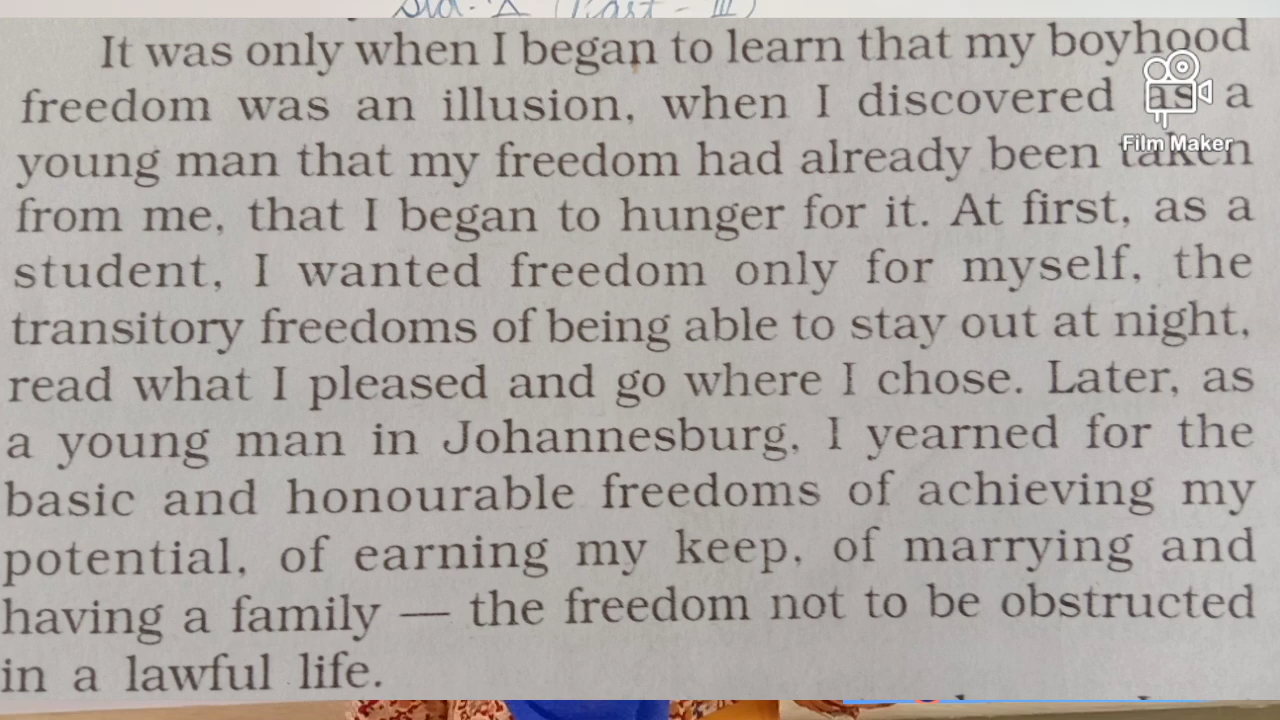 Std. X (Part - III)
It was only when I began to learn that my boyhood
freedom was an illusion, when I discovered as a
young man that my freedom had already been taken
from me, that I began to hunger for it. At first, as a
student, I wanted freedom only for myself, the
transitory freedoms of being able to stay out at night,
read what I pleased and go where I chose. Later, as
a young man in Johannesburg, I yearned for the
basic and honourable freedoms of achieving my
potential, of earning my keep, of marrying and
having a family — the freedom not to be obstructed
in a lawful life.
Film Maker